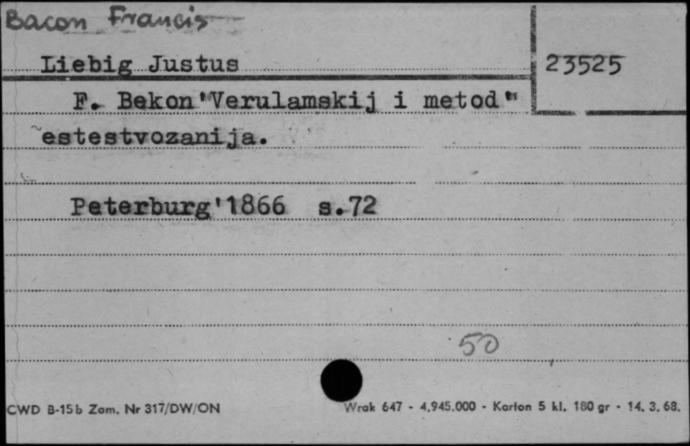 Bacon Francis
Liebig Justus
23525
F. Bekon'Verulamskij i metod"
estestvozanija.
Peterburg'1866 s.72
50
CWD B-15b Zam. Nr 317/DW/ON
Wrak 647 - 4.945.000 - Karton 5 kl. 180 gr - 14. 3. 68.